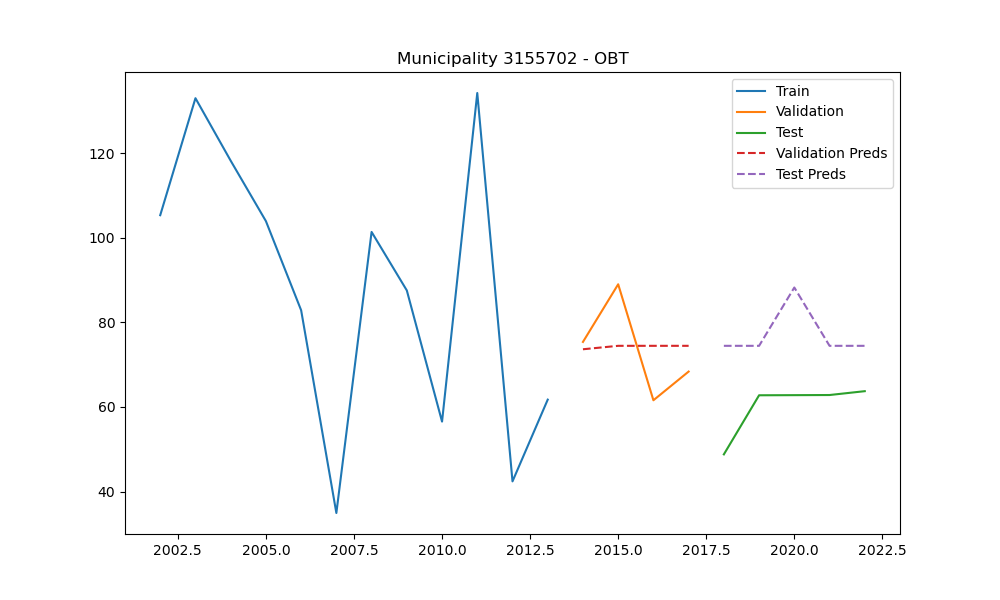 Municipality 3155702 - OBT
Train
Validation
Test
Validation Preds
Test Preds
120
100
80
60
40
2002.5 2005.0 2007.5 2010.0 2012.5 2015.0 2017.5 2020.0 2022.5